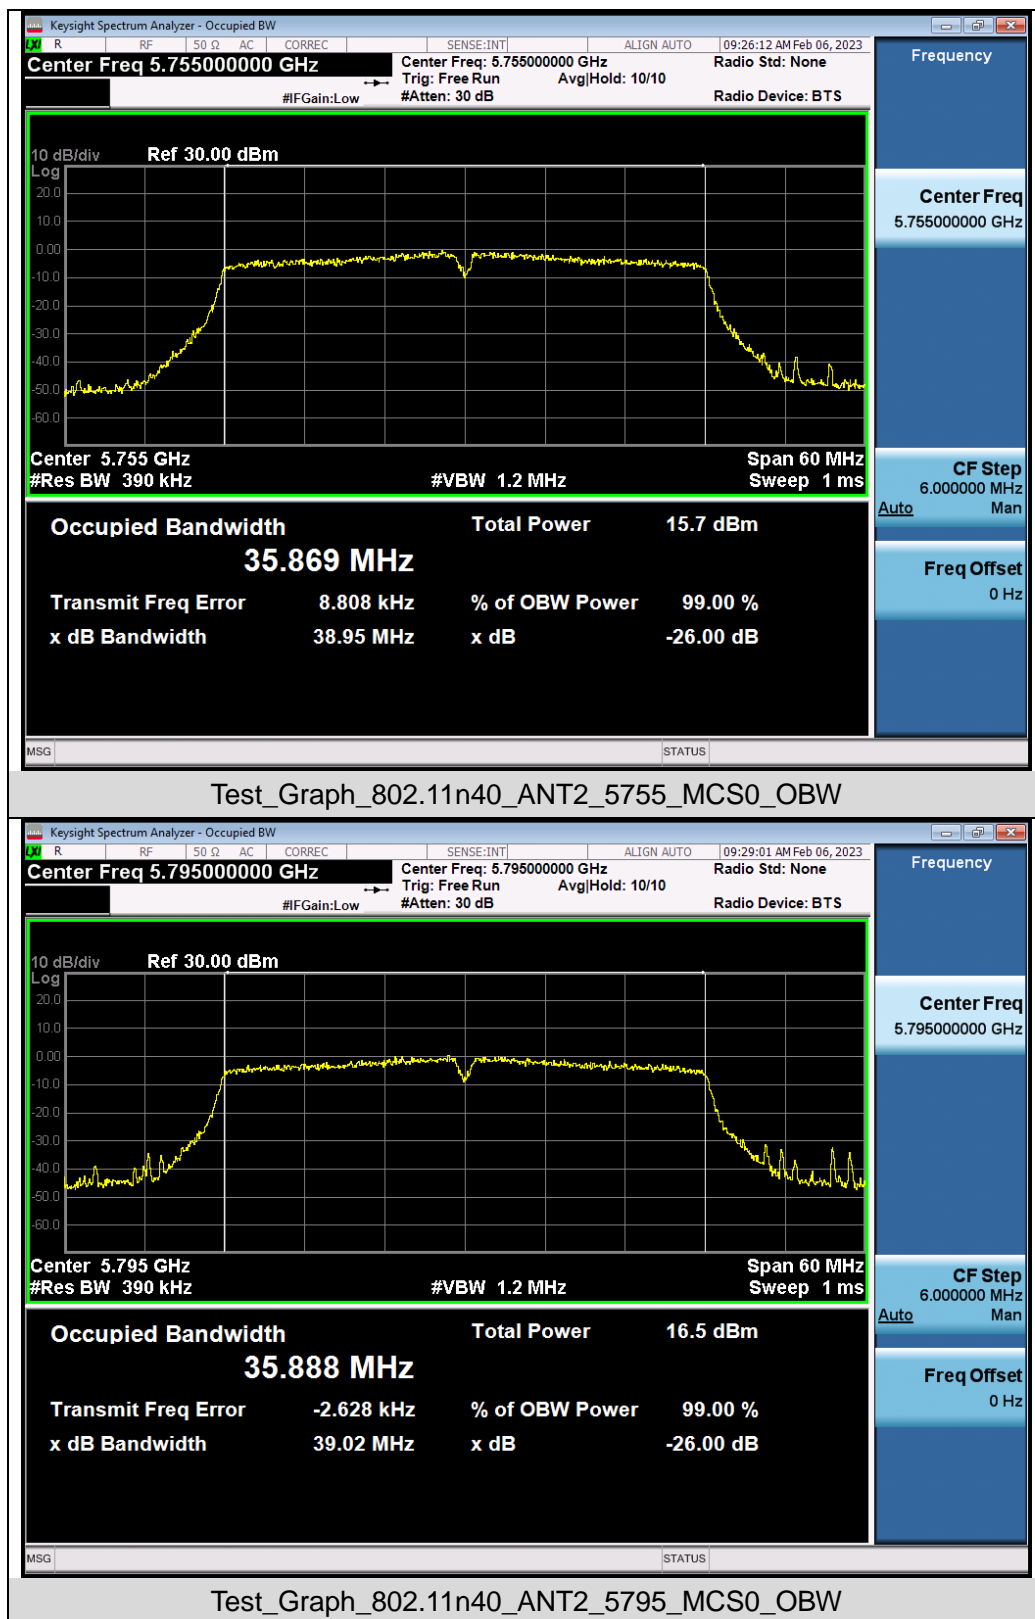 Keysight Spectrum Analyzer - Occupied BW
LXI R RF 50 Ω AC CORREC SENSE:INT ALIGN AUTO 09:26:12 AM Feb 06, 2023
Center Freq 5.755000000 GHz
Center Freq: 5.755000000 GHz Radio Std: None
Trig: Free Run Avg|Hold: 10/10
#IFGain:Low #Atten: 30 dB Radio Device: BTS
10 dB/div Ref 30.00 dBm
Log
20.0
10.0
0.00
-10.0
-20.0
-30.0
-40.0
-50.0
-60.0
Center 5.755 GHz Span 60 MHz
#Res BW 390 kHz #VBW 1.2 MHz Sweep 1 ms
Occupied Bandwidth Total Power 15.7 dBm
35.869 MHz
Transmit Freq Error 8.808 kHz % of OBW Power 99.00 %
x dB Bandwidth 38.95 MHz x dB -26.00 dB
MSG STATUS
Frequency
Center Freq
5.755000000 GHz
CF Step
6.000000 MHz
Auto Man
Freq Offset
0 Hz
Test_Graph_802.11n40_ANT2_5755_MCS0_OBW
Keysight Spectrum Analyzer - Occupied BW
LXI R RF 50 Ω AC CORREC SENSE:INT ALIGN AUTO 09:29:01 AM Feb 06, 2023
Center Freq 5.795000000 GHz
Center Freq: 5.795000000 GHz Radio Std: None
Trig: Free Run Avg|Hold: 10/10
#IFGain:Low #Atten: 30 dB Radio Device: BTS
10 dB/div Ref 30.00 dBm
Log
20.0
10.0
0.00
-10.0
-20.0
-30.0
-40.0
-50.0
-60.0
Center 5.795 GHz Span 60 MHz
#Res BW 390 kHz #VBW 1.2 MHz Sweep 1 ms
Occupied Bandwidth Total Power 16.5 dBm
35.888 MHz
Transmit Freq Error -2.628 kHz % of OBW Power 99.00 %
x dB Bandwidth 39.02 MHz x dB -26.00 dB
MSG STATUS
Frequency
Center Freq
5.795000000 GHz
CF Step
6.000000 MHz
Auto Man
Freq Offset
0 Hz
Test_Graph_802.11n40_ANT2_5795_MCS0_OBW